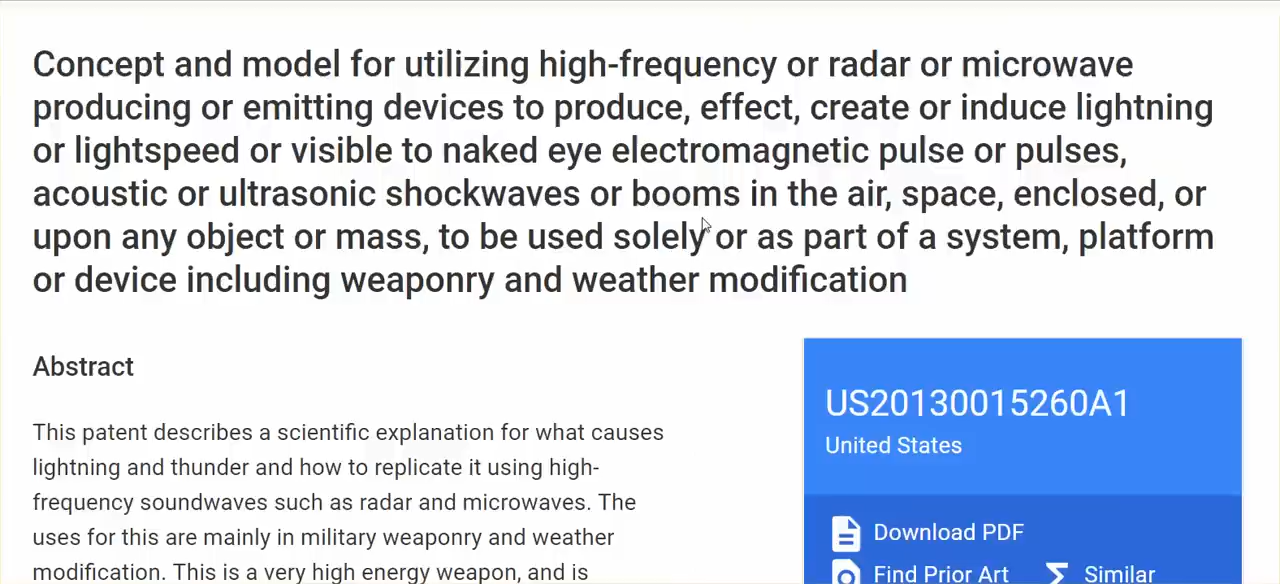 Concept and model for utilizing high-frequency or radar or microwave
producing or emitting devices to produce, effect, create or induce lightning
or lightspeed or visible to naked eye electromagnetic pulse or pulses,
acoustic or ultrasonic shockwaves or booms in the air, space, enclosed, or
upon any object or mass, to be used solely or as part of a system, platform
or device including weaponry and weather modification
Abstract
This patent describes a scientific explanation for what causes
lightning and thunder and how to replicate it using high-
frequency soundwaves such as radar and microwaves. The
uses for this are mainly in military weaponry and weather
modification. This is a very high energy weapon, and is
US20130015260A1
United States
Download PDF
Find Prior Art Σ Similar